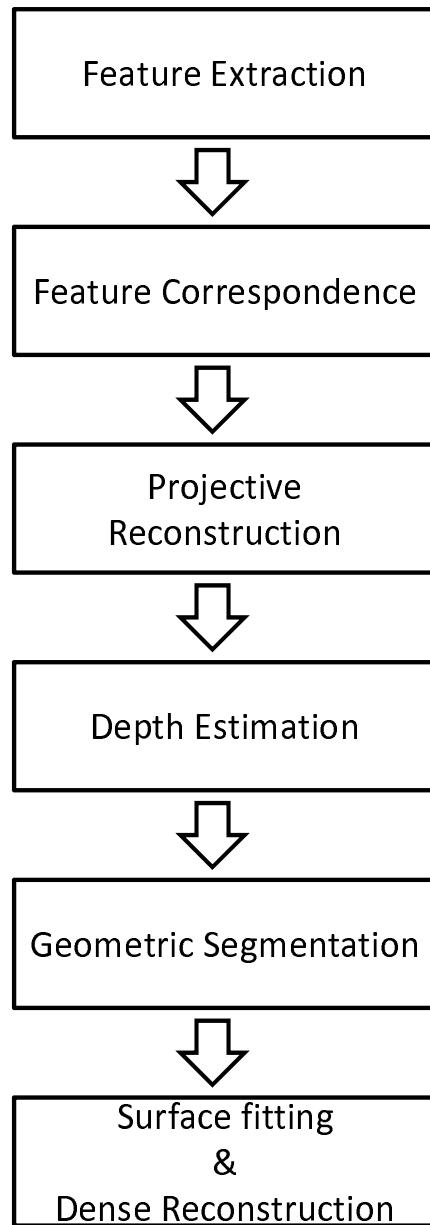 Feature Extraction
Feature Correspondence
Projective
Reconstruction
Depth Estimation
Geometric Segmentation
Surface fitting
&
Dense Reconstruction